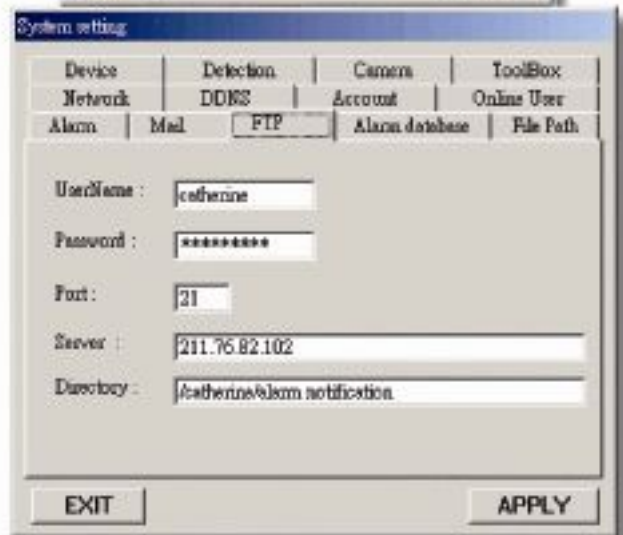 System setting
Device Detection Camera ToolBox
Network DDNS Account Online User
Alarm Mail FTP Alarm database File Path
UserName : catherine
Password : *********
Port : 21
Server : 211.76.82.102
Directory : /catherine/alarm notification
EXIT APPLY